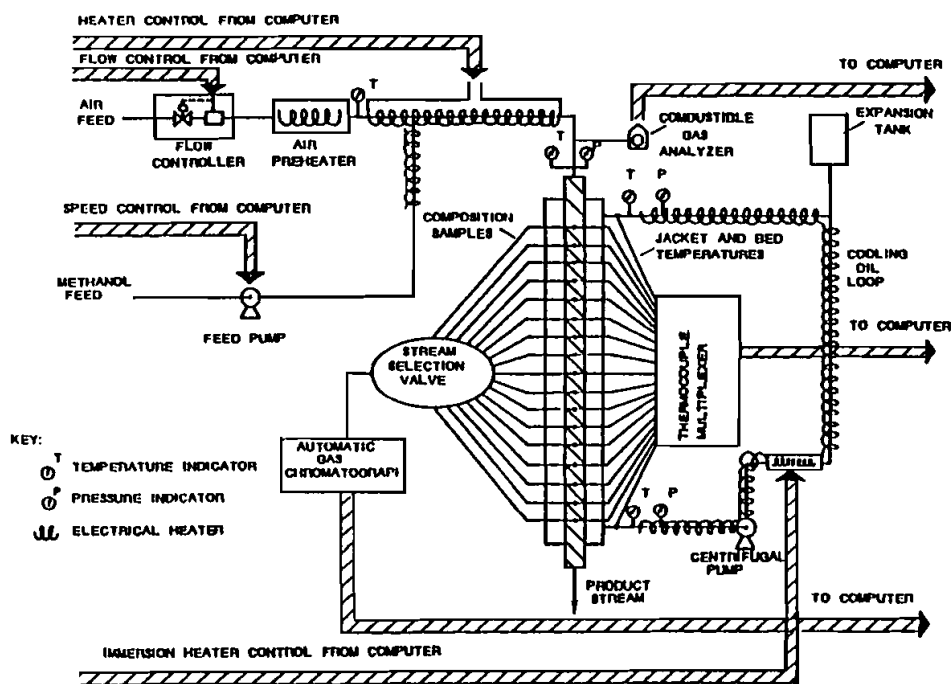 HEATER CONTROL FROM COMPUTER
FLOW CONTROL FROM COMPUTER
TO COMPUTER
AIR
FEED
T
FLOW
CONTROLLER
AIR
PREHEATER
T
P
COMBUSTIBLE
GAS
ANALYZER
EXPANSION
TANK
SPEED CONTROL FROM COMPUTER
COMPOSITION
SAMPLES
T P
JACKET AND BED
TEMPERATURES
COOLING
OIL
LOOP
METHANOL
FEED
FEED PUMP
TO COMPUTER
STREAM
SELECTION
VALVE
THERMOCOUPLE
MULTIPLEXER
KEY:
T
TEMPERATURE INDICATOR
P
PRESSURE INDICATOR
ELECTRICAL HEATER
AUTOMATIC
GAS
CHROMATOGRAPH
T P
CENTRIFUGAL
PUMP
PRODUCT
STREAM
TO COMPUTER
IMMERSION HEATER CONTROL FROM COMPUTER